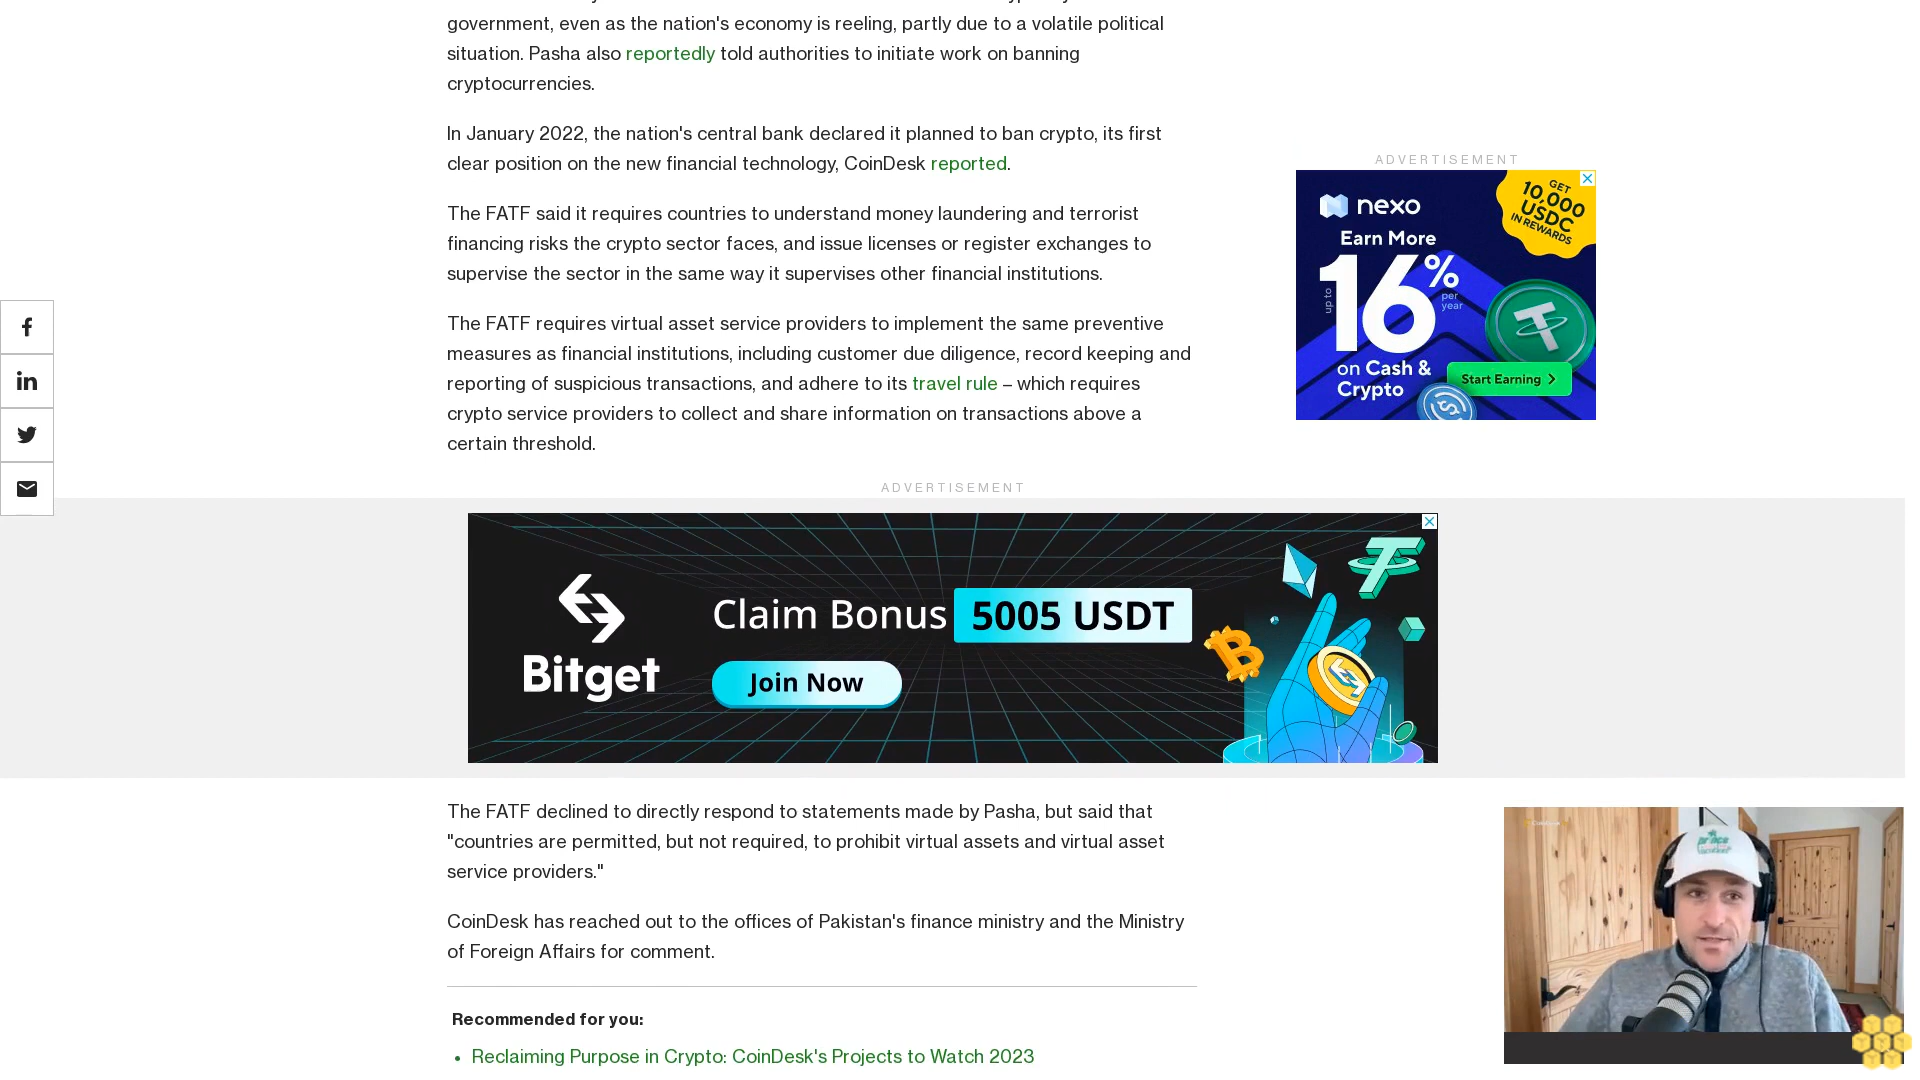 government, even as the nation's economy is reeling, partly due to a volatile political
situation. Pasha also reportedly told authorities to initiate work on banning
cryptocurrencies.
In January 2022, the nation's central bank declared it planned to ban crypto, its first
clear position on the new financial technology, CoinDesk reported.
The FATF said it requires countries to understand money laundering and terrorist
financing risks the crypto sector faces, and issue licenses or register exchanges to
supervise the sector in the same way it supervises other financial institutions.
The FATF requires virtual asset service providers to implement the same preventive
measures as financial institutions, including customer due diligence, record keeping and
reporting of suspicious transactions, and adhere to its travel rule – which requires
crypto service providers to collect and share information on transactions above a
certain threshold.
ADVERTISEMENT
nexo
GET
10,000
USDC
IN REWARDS
Earn More
up to
16%
per
year
on Cash &
Crypto
Start Earning
ADVERTISEMENT
Bitget
Claim Bonus 5005 USDT
Join Now
The FATF declined to directly respond to statements made by Pasha, but said that
"countries are permitted, but not required, to prohibit virtual assets and virtual asset
service providers."
CoinDesk has reached out to the offices of Pakistan's finance ministry and the Ministry
of Foreign Affairs for comment.
Recommended for you:
• Reclaiming Purpose in Crypto: CoinDesk's Projects to Watch 2023